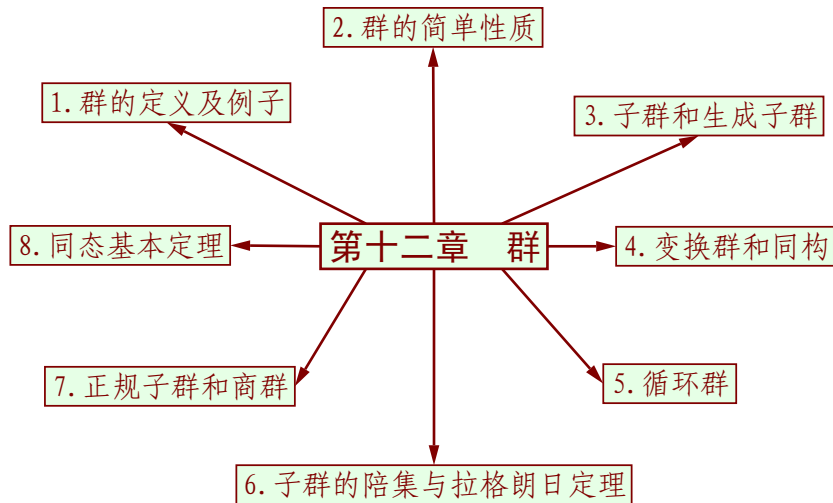 2.群的简单性质
1.群的定义及例子
3.子群和生成子群
8.同态基本定理
第十二章 群
4.变换群和同构
7.正规子群和商群
5.循环群
6.子群的陪集与拉格朗日定理